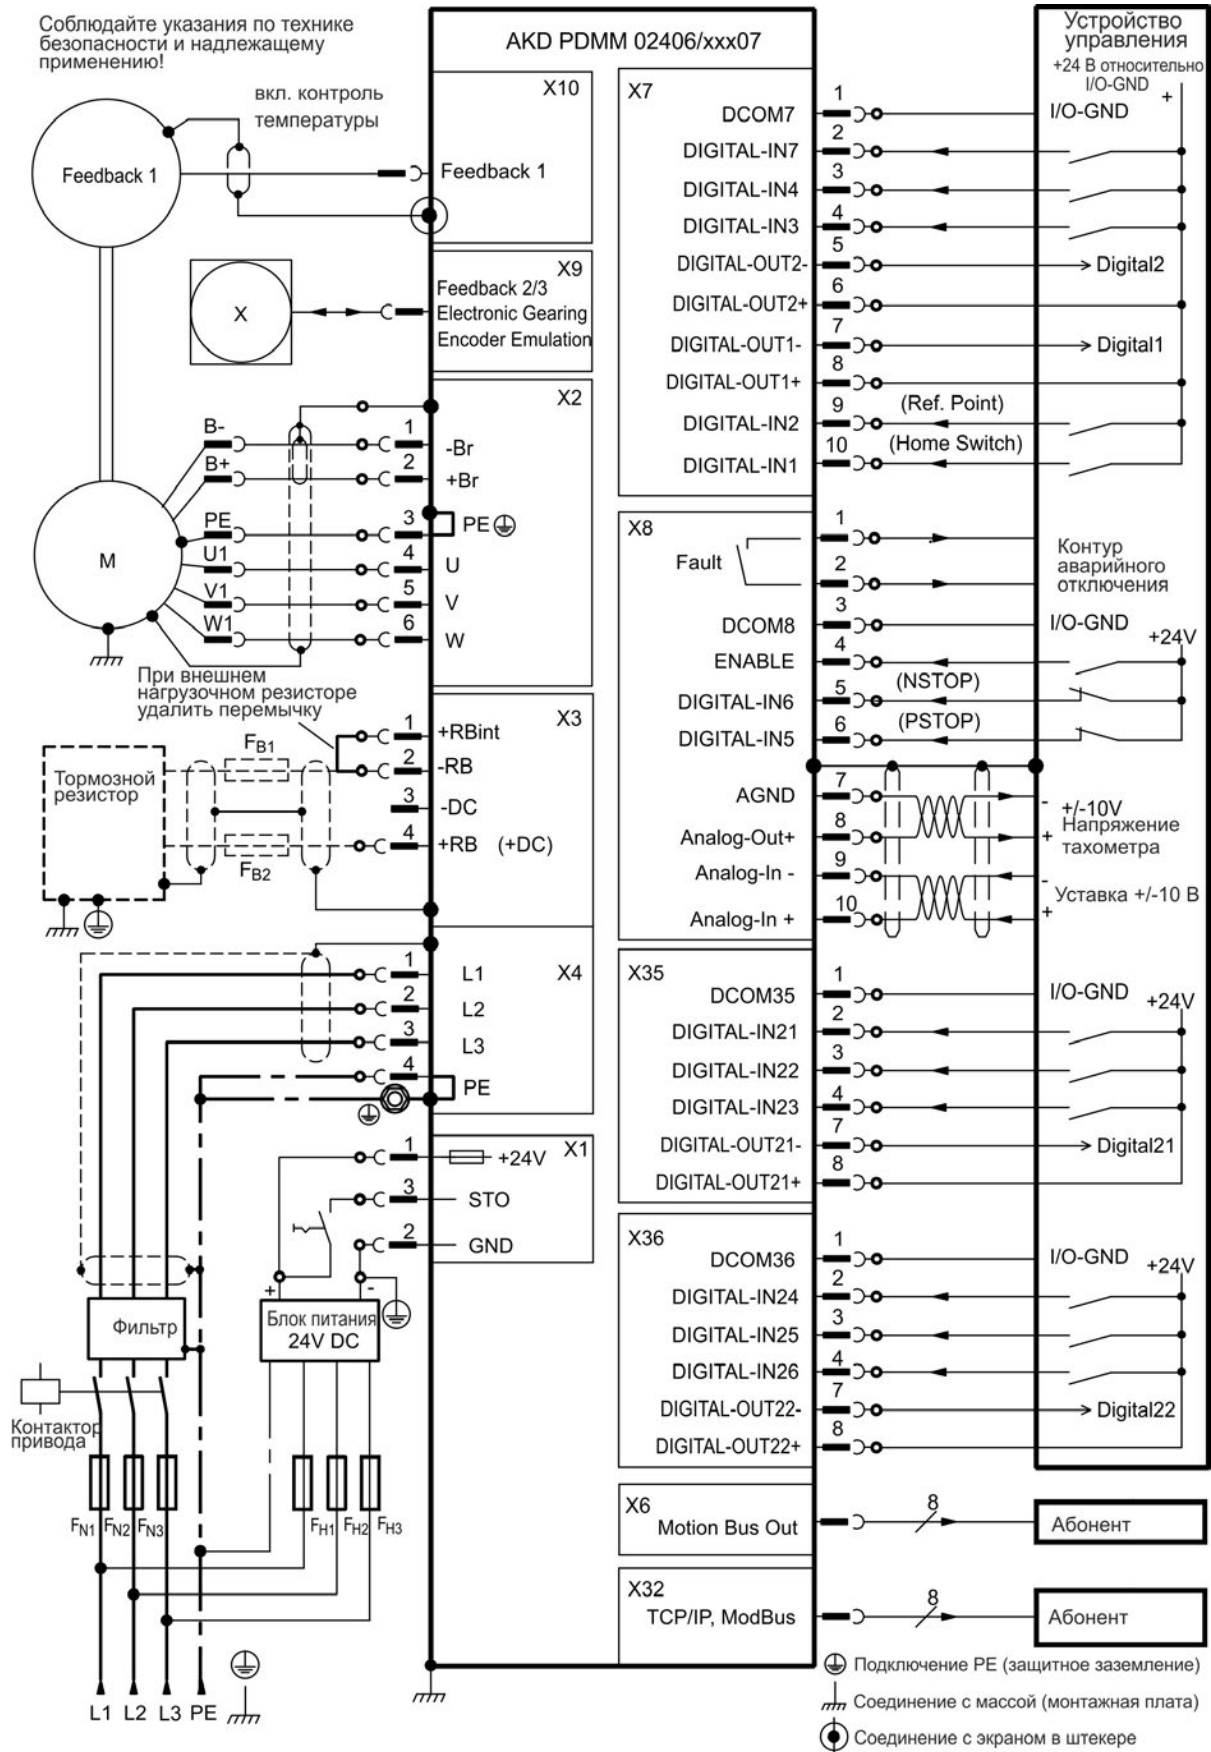 Соблюдайте указания по технике
безопасности и надлежащему
применению!
AKD PDMM 02406/xxx07
Устройство
управления
+24 В относительно
I/O-GND
+
вкл. контроль
температуры
Feedback 1
X10
Feedback 1
X
X9
Feedback 2/3
Electronic Gearing
Encoder Emulation
X2
B-
1
-Br
B+
2
+Br
PE
3
PE
M
U1
4
U
V1
5
V
W1
6
W
При внешнем
нагрузочном резисторе
удалить перемычку
X3
1
+RBint
FB1
2
-RB
Тормозной
резистор
3
-DC
4
+RB (+DC)
FB2
X4
1
L1
2
L2
3
L3
4
PE
X1
1
+24V
3
STO
2
GND
+
-
Блок питания
24V DC
Фильтр
Контактор
привода
FN1
FN2
FN3
FH1
FH2
FH3
L1
L2
L3
PE
X7
DCOM7
1
I/O-GND
DIGITAL-IN7
2
DIGITAL-IN4
3
DIGITAL-IN3
4
DIGITAL-OUT2-
5
Digital2
DIGITAL-OUT2+
6
DIGITAL-OUT1-
7
Digital1
DIGITAL-OUT1+
8
DIGITAL-IN2
9
(Ref. Point)
DIGITAL-IN1
10
(Home Switch)
X8
Fault
1
2
Контур
аварийного
отключения
DCOM8
3
I/O-GND
+24V
ENABLE
4
DIGITAL-IN6
5
(NSTOP)
DIGITAL-IN5
6
(PSTOP)
AGND
7
-
+/-10V
Напряжение
тахометра
Analog-Out+
8
+
Analog-In -
9
-
Уставка +/-10 В
Analog-In +
10
+
X35
DCOM35
1
I/O-GND
+24V
DIGITAL-IN21
2
DIGITAL-IN22
3
DIGITAL-IN23
4
DIGITAL-OUT21-
7
Digital21
DIGITAL-OUT21+
8
X36
DCOM36
1
I/O-GND
+24V
DIGITAL-IN24
2
DIGITAL-IN25
3
DIGITAL-IN26
4
DIGITAL-OUT22-
7
Digital22
DIGITAL-OUT22+
8
X6
Motion Bus Out
8
Абонент
X32
TCP/IP, ModBus
8
Абонент
Подключение PE (защитное заземление)
Соединение с массой (монтажная плата)
Соединение с экраном в штекере